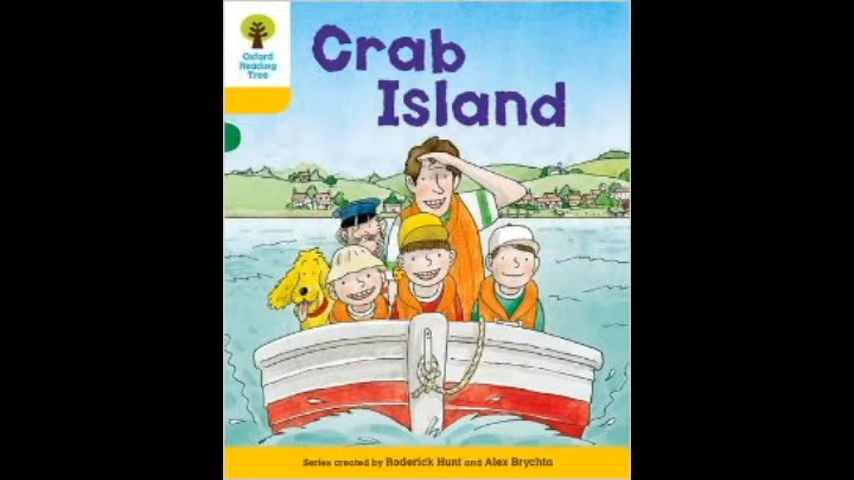 Oxford
Reading
Tree
Crab
Island
Series created by Roderick Hunt and Alex Brychta